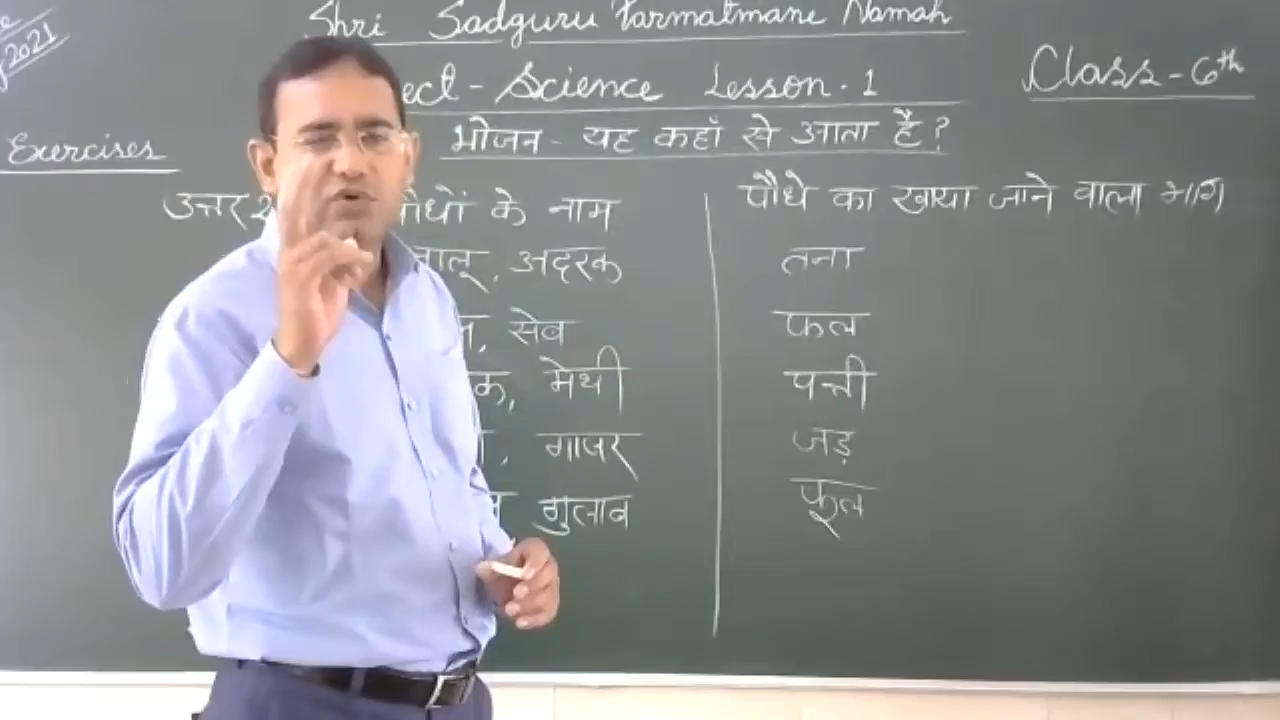 Shri Sadguru Parmatmane Namah
2021
ect - Science Lesson . 1
Class - 6th
भोजन - यह कहाँ से आता है ?
Exercises
उत्तर पौधों के नाम
पौधे का खाया जाने वाला भाग
आलू, अदरक
तना
, सेब
फल
क, मेथी
पत्ती
, गाजर
जड़
गुलाब
फूल